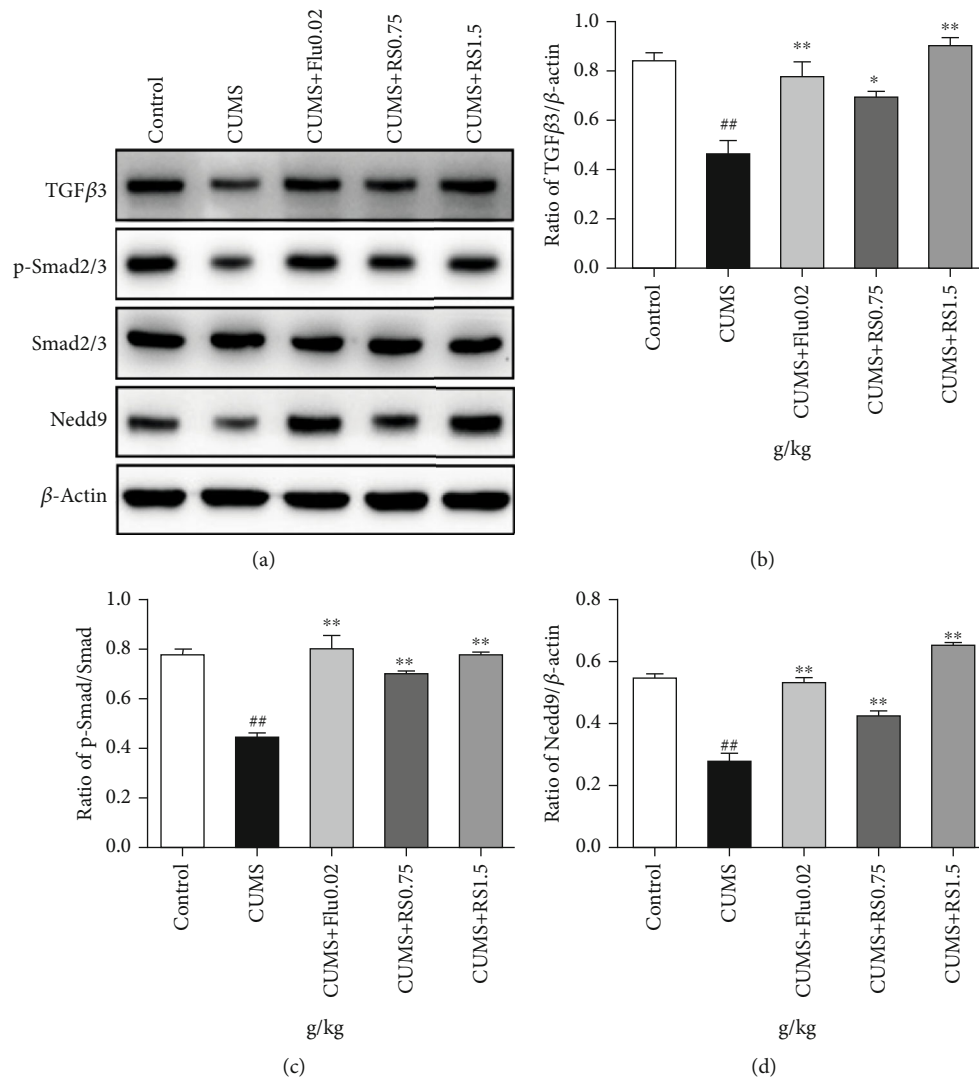 Control
CUMS
CUMS+Flu0.02
CUMS+RS0.75
CUMS+RS1.5
TGFβ3
p-Smad2/3
Smad2/3
Nedd9
β-Actin
(a)
Ratio of TGFβ3/β-actin
1.0
0.8
0.6
0.4
0.8
0.0
##
**
*
**
Control
CUMS
CUMS+Flu0.02
CUMS+RS0.75
CUMS+RS1.5
g/kg
(b)
Ratio of p-Smad/Smad
1.0
0.8
0.6
0.4
0.2
0.0
##
**
**
**
Control
CUMS
CUMS+Flu0.02
CUMS+RS0.75
CUMS+RS1.5
g/kg
(c)
Ratio of Nedd9/β-actin
0.8
0.6
0.4
0.2
0.0
##
**
**
**
Control
CUMS
CUMS+Flu0.02
CUMS+RS0.75
CUMS+RS1.5
g/kg
(d)